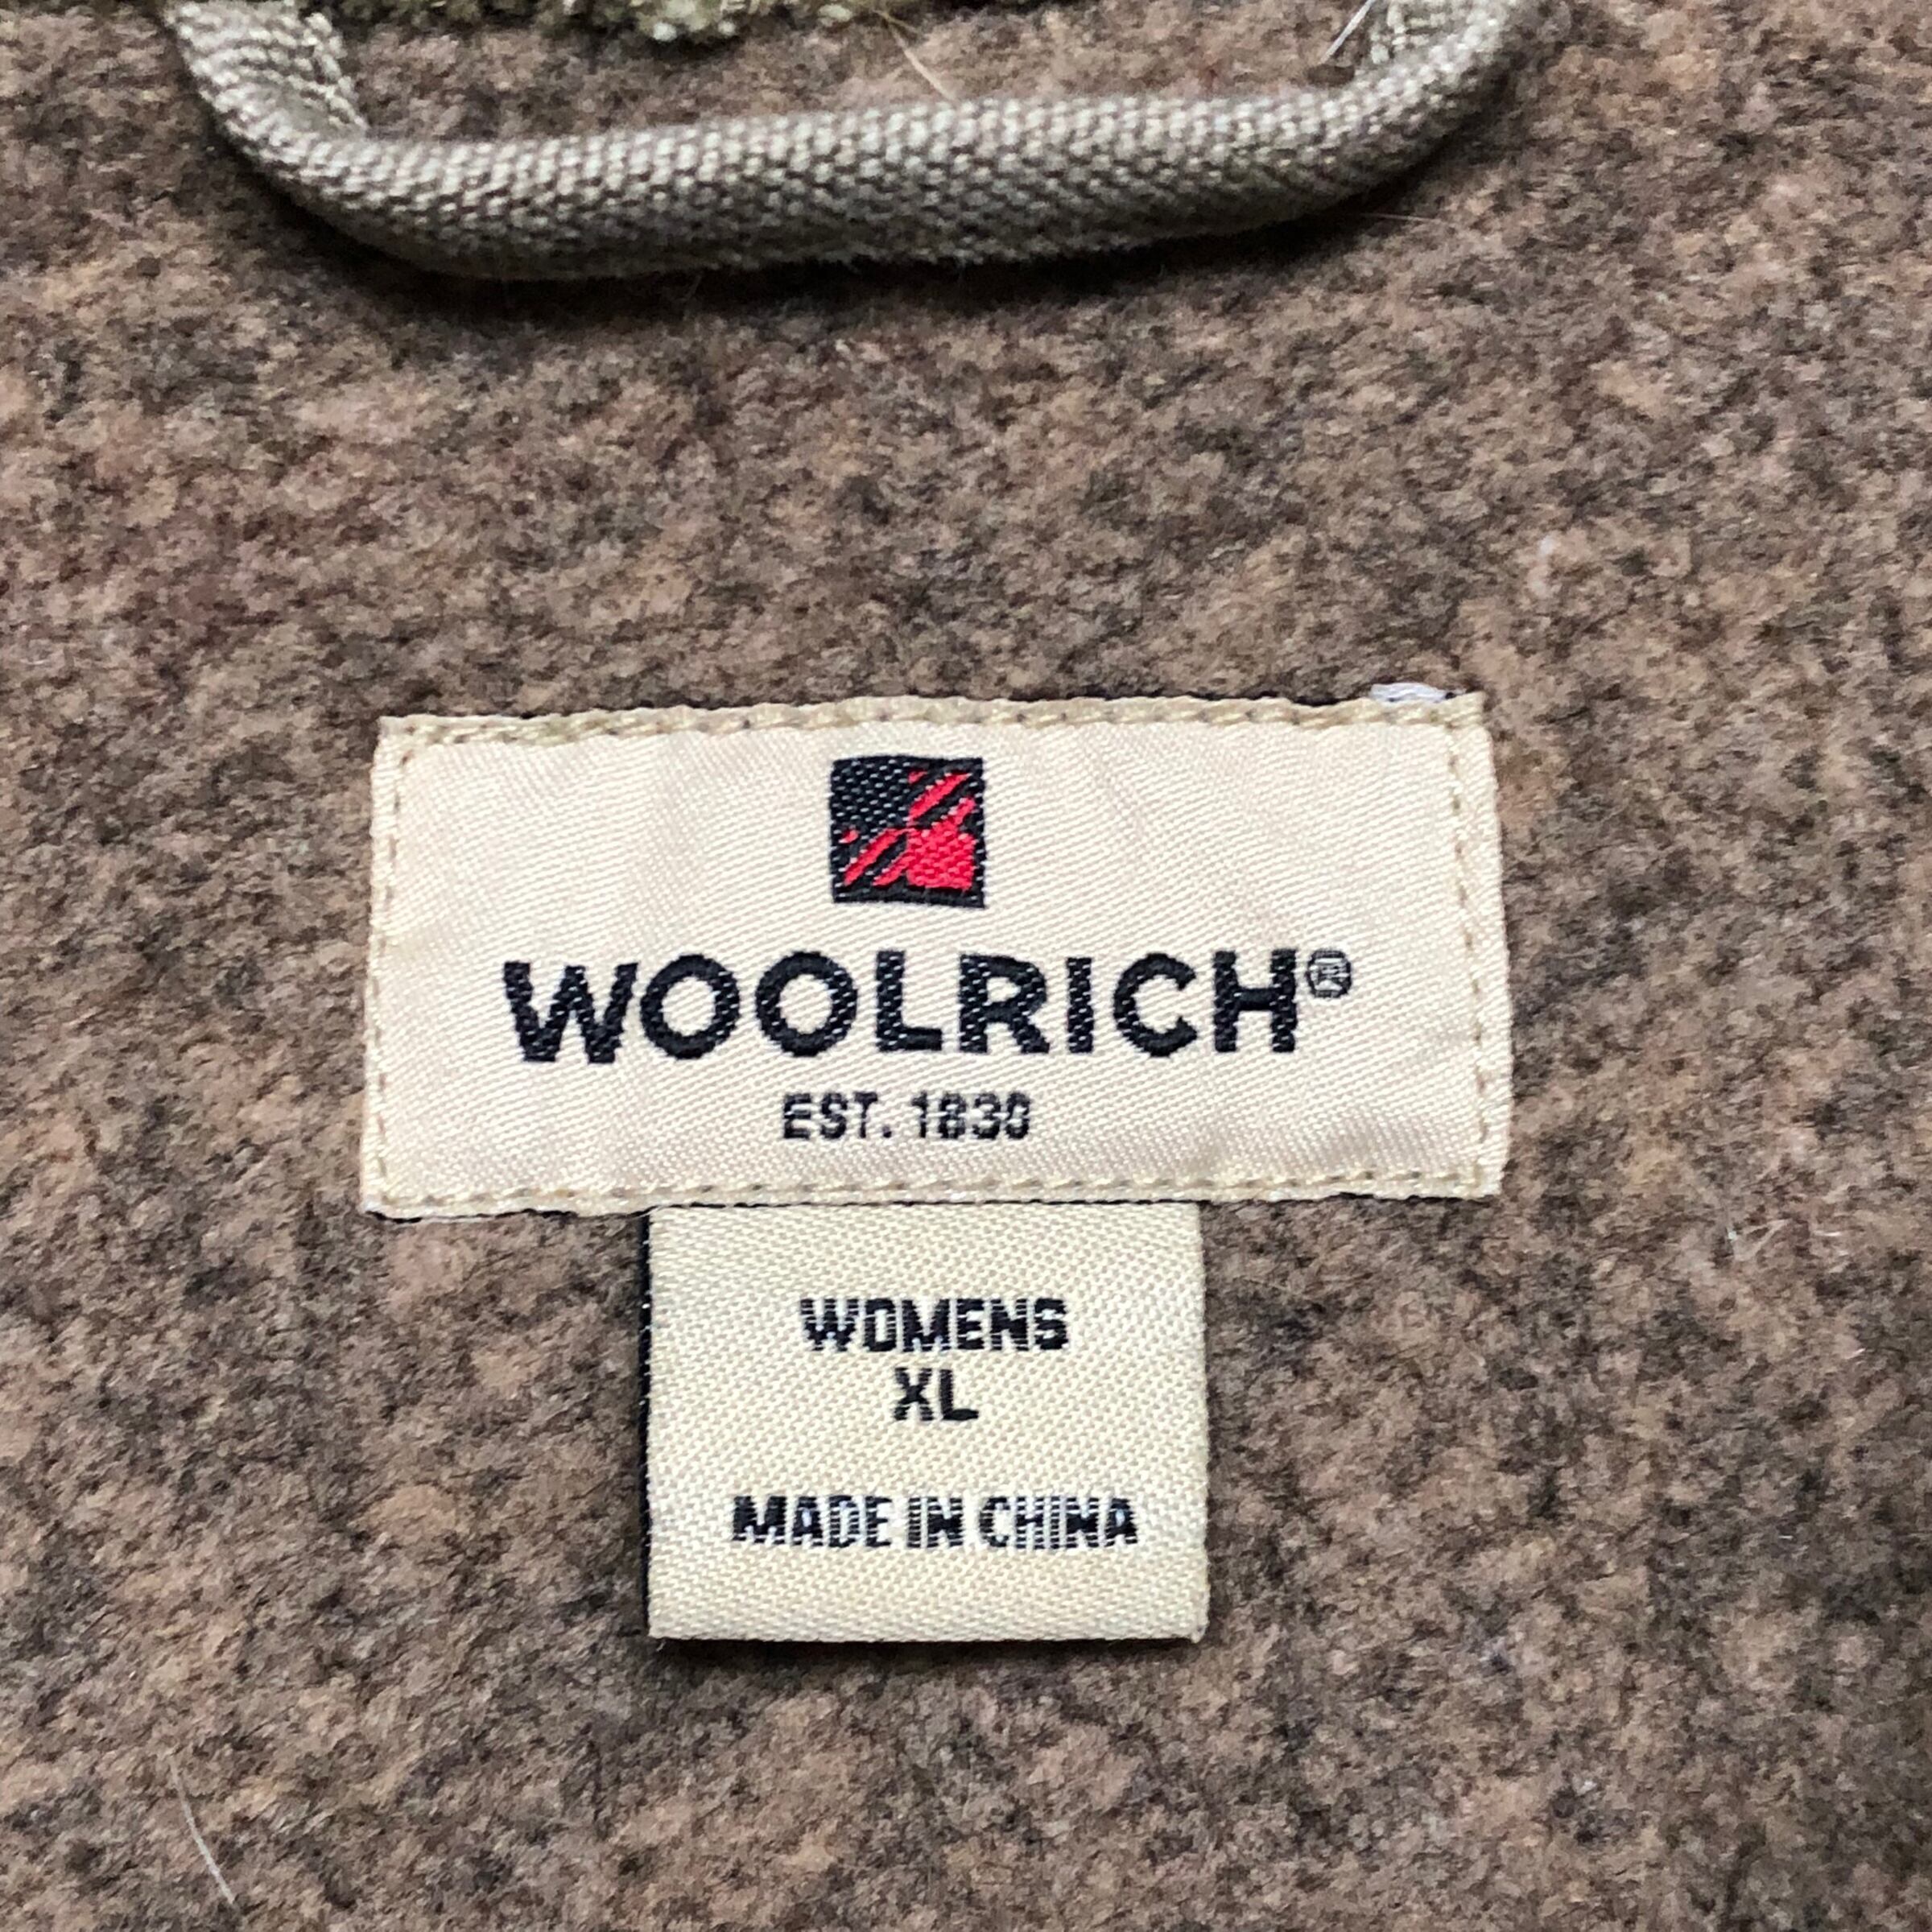 WOOLRICH®
EST. 1830
WOMENS
XL
MADE IN CHINA